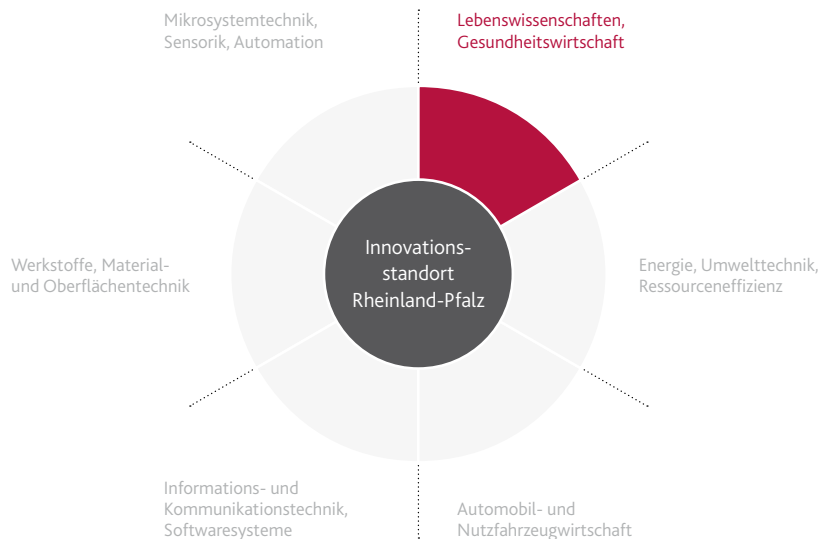 Mikrosystemtechnik,
Sensorik, Automation
Lebenswissenschaften,
Gesundheitswirtschaft
Werkstoffe, Material-
und Oberflächentechnik
Innovations-
standort
Rheinland-Pfalz
Energie, Umwelttechnik,
Ressourceneffizienz
Informations- und
Kommunikationstechnik,
Softwaresysteme
Automobil- und
Nutzfahrzeugwirtschaft